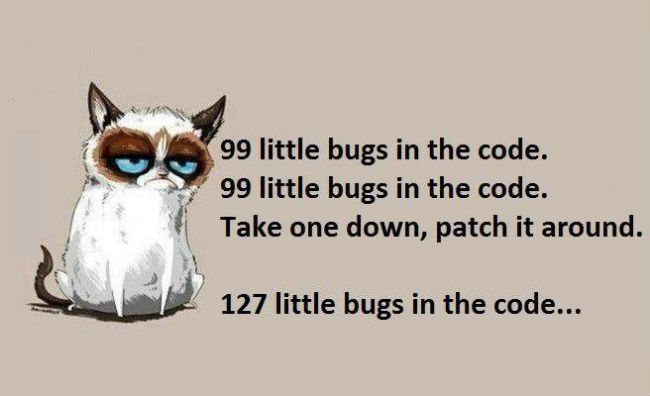 99 little bugs in the code.
99 little bugs in the code.
Take one down, patch it around.
127 little bugs in the code...